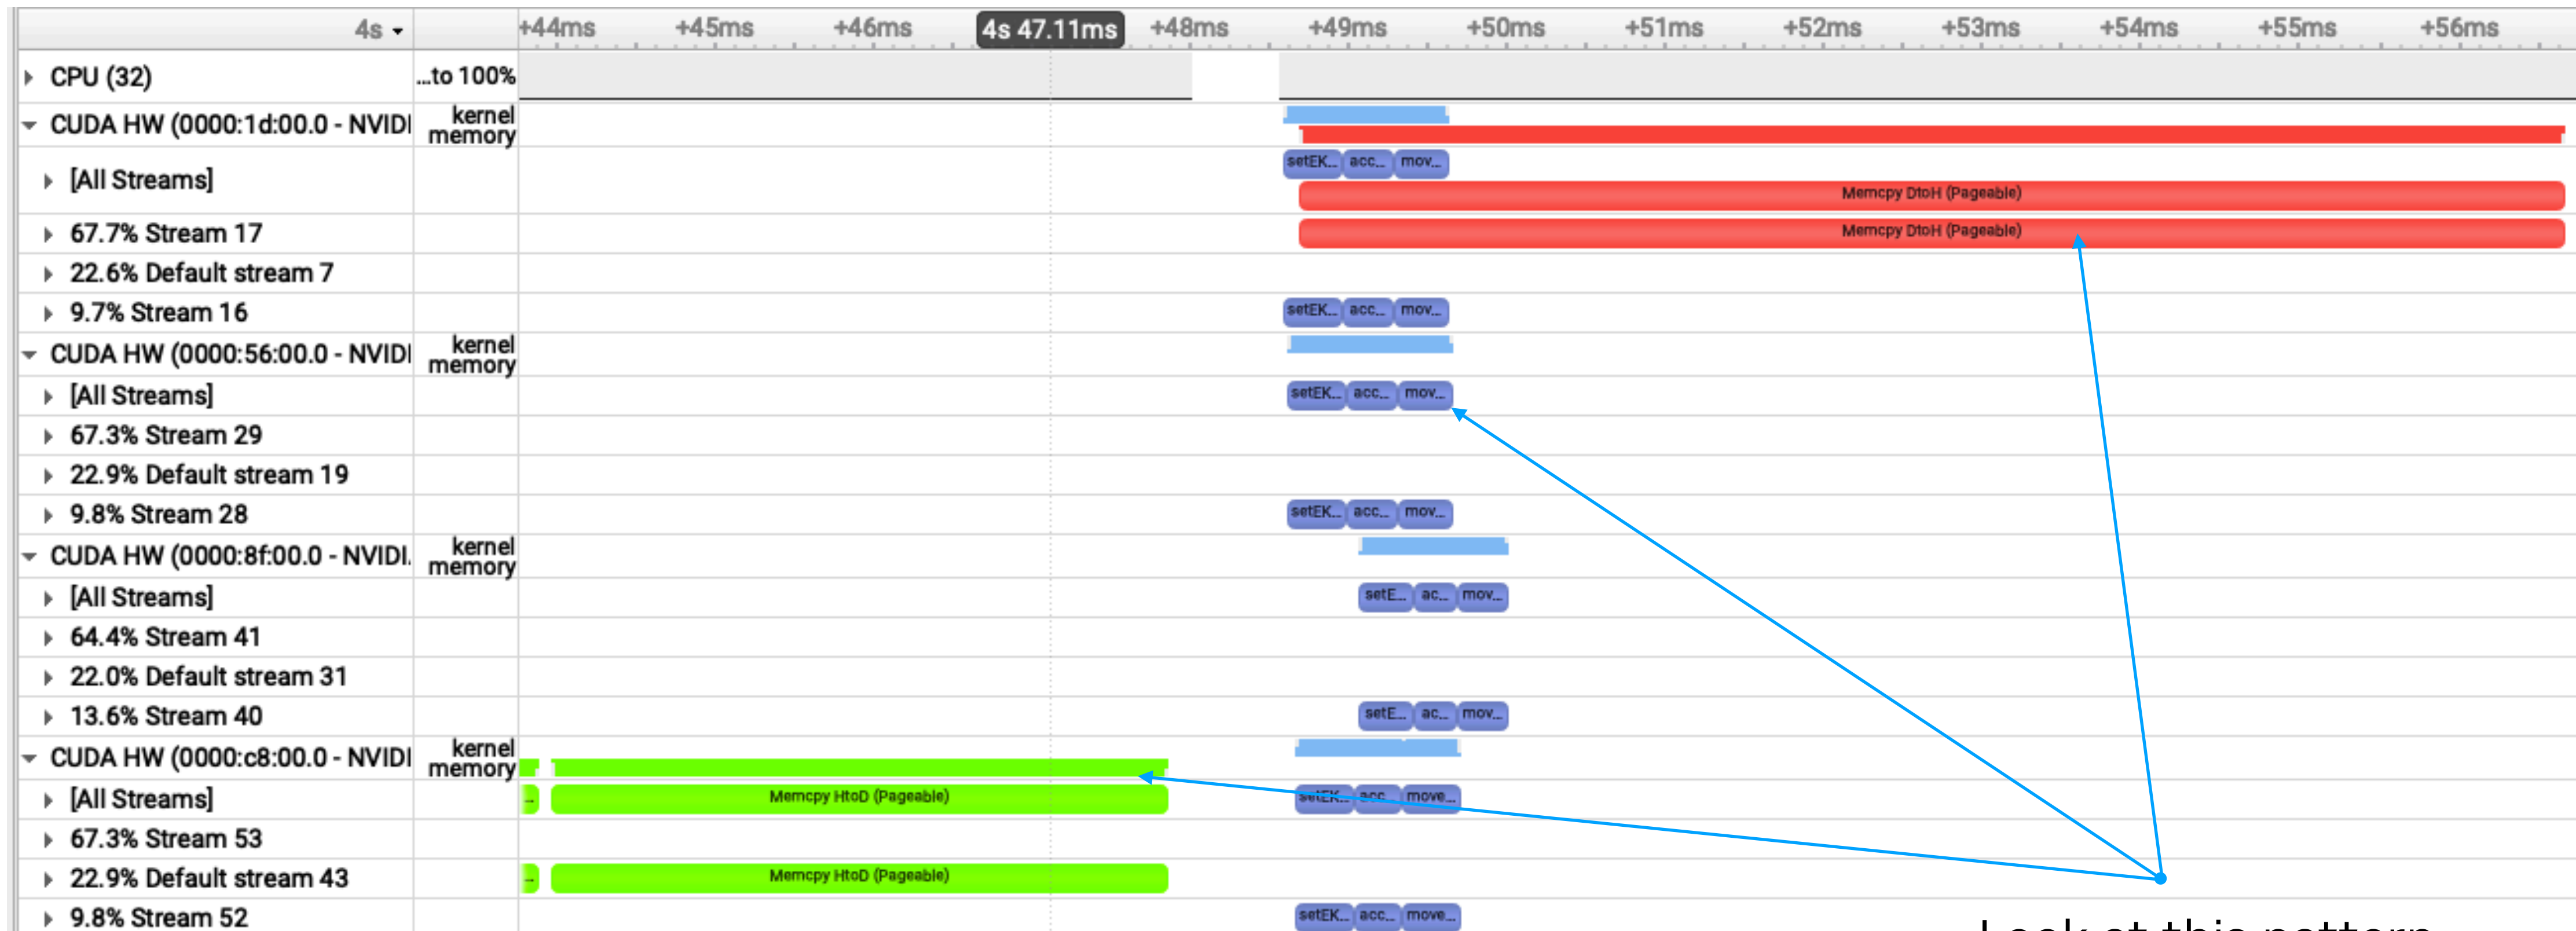 4s +44ms +45ms +46ms 4s 47.11ms +48ms +49ms +50ms +51ms +52ms +53ms +54ms +55ms +56ms
CPU (32) ...to 100%
CUDA HW (0000:1d:00.0 - NVIDI kernel
memory
[All Streams] setEK... acc... mov...
Memcpy DtoH (Pageable)
67.7% Stream 17 Memcpy DtoH (Pageable)
22.6% Default stream 7
9.7% Stream 16 setEK... acc... mov...
CUDA HW (0000:56:00.0 - NVIDI kernel
memory
[All Streams] setEK... acc... mov...
67.3% Stream 29
22.9% Default stream 19
9.8% Stream 28 setEK... acc... mov...
CUDA HW (0000:8f:00.0 - NVIDI. kernel
memory
[All Streams] setE... ac... mov...
64.4% Stream 41
22.0% Default stream 31
13.6% Stream 40 setE... ac... mov...
CUDA HW (0000:c8:00.0 - NVIDI kernel
memory
[All Streams] ... Memcpy HtoD (Pageable) setEK... acc... move...
67.3% Stream 53
22.9% Default stream 43 ... Memcpy HtoD (Pageable)
9.8% Stream 52 setEK... acc... move...
Look at this pattern